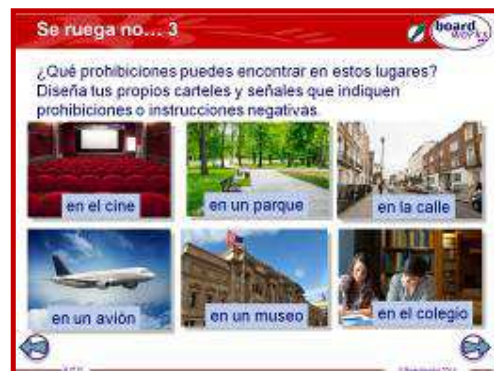 Se ruega no... 3
board
works
¿Qué prohibiciones puedes encontrar en estos lugares?
Diseña tus propios carteles y señales que indiquen
prohibiciones o instrucciones negativas.
en el cine
en un parque
en la calle
en un avión
en un museo
en el colegio